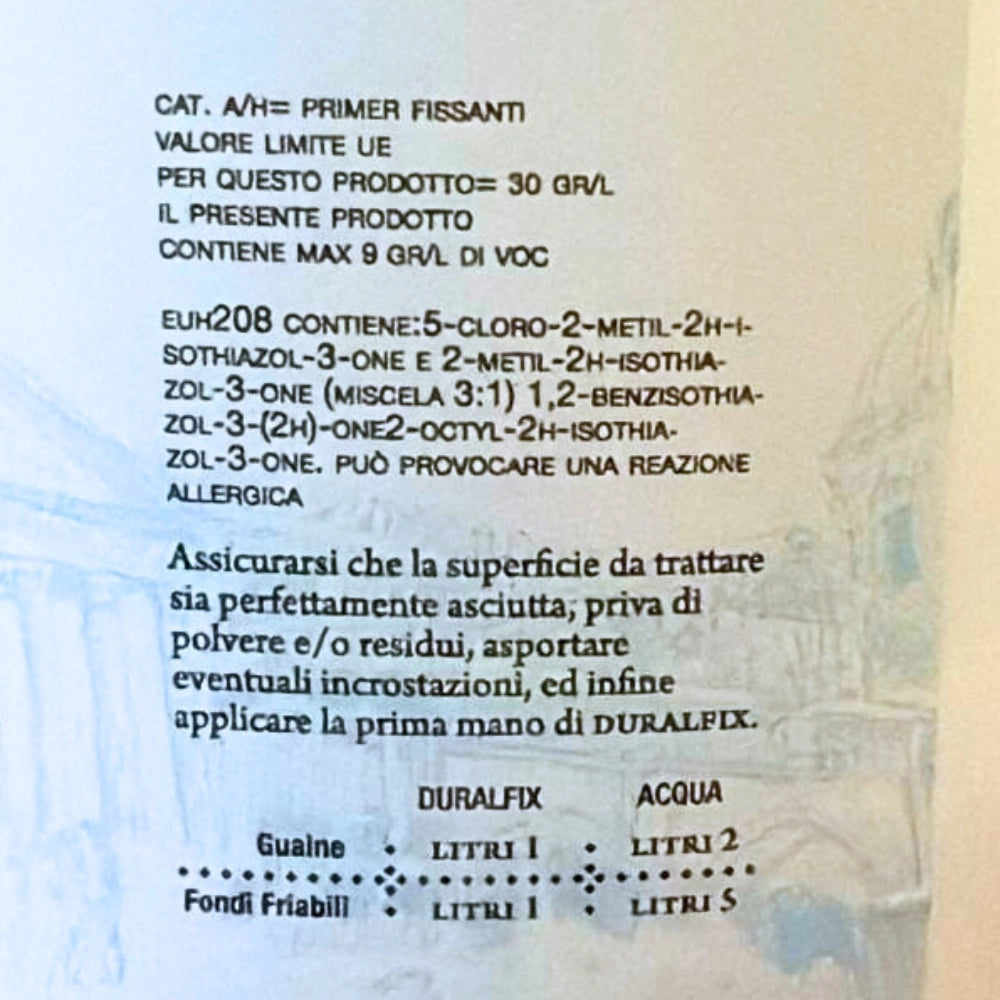 CAT. A/H= PRIMER FISSANTI
VALORE LIMITE UE
PER QUESTO PRODOTTO= 30 GR/L
IL PRESENTE PRODOTTO
CONTIENE MAX 9 GR/L DI VOC
EUH208 CONTIENE:5-CLORO-2-METIL-2H-I-
SOTHIAZOL-3-ONE E 2-METIL-2H-ISOTHIA-
ZOL-3-ONE (MISCELA 3:1) 1,2-BENZISOTHIA-
ZOL-3-(2H)-ONE2-OCTYL-2H-ISOTHIA-
ZOL-3-ONE. PUÒ PROVOCARE UNA REAZIONE
ALLERGICA
Assicurarsi che la superficie da trattare
sia perfettamente asciutta, priva di
polvere e/o residui, asportare
eventuali incrostazioni, ed infine
applicare la prima mano di DURALFIX.
DURALFIX ACQUA
Guaine LITRI 1 LITRI 2
Fondi Friabili LITRI 1 LITRI 5